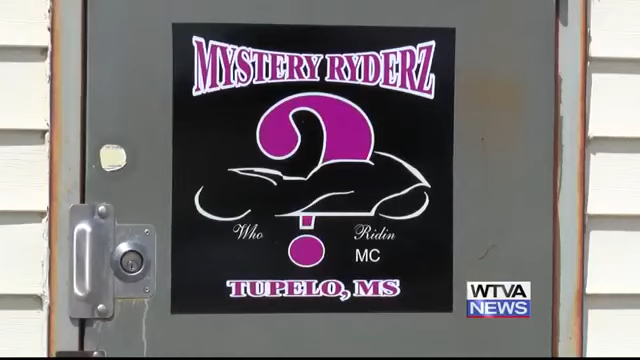 MYSTERY RYDERZ
?
Who Ridin
MC
TUPELO, MS
WTVA
NEWS